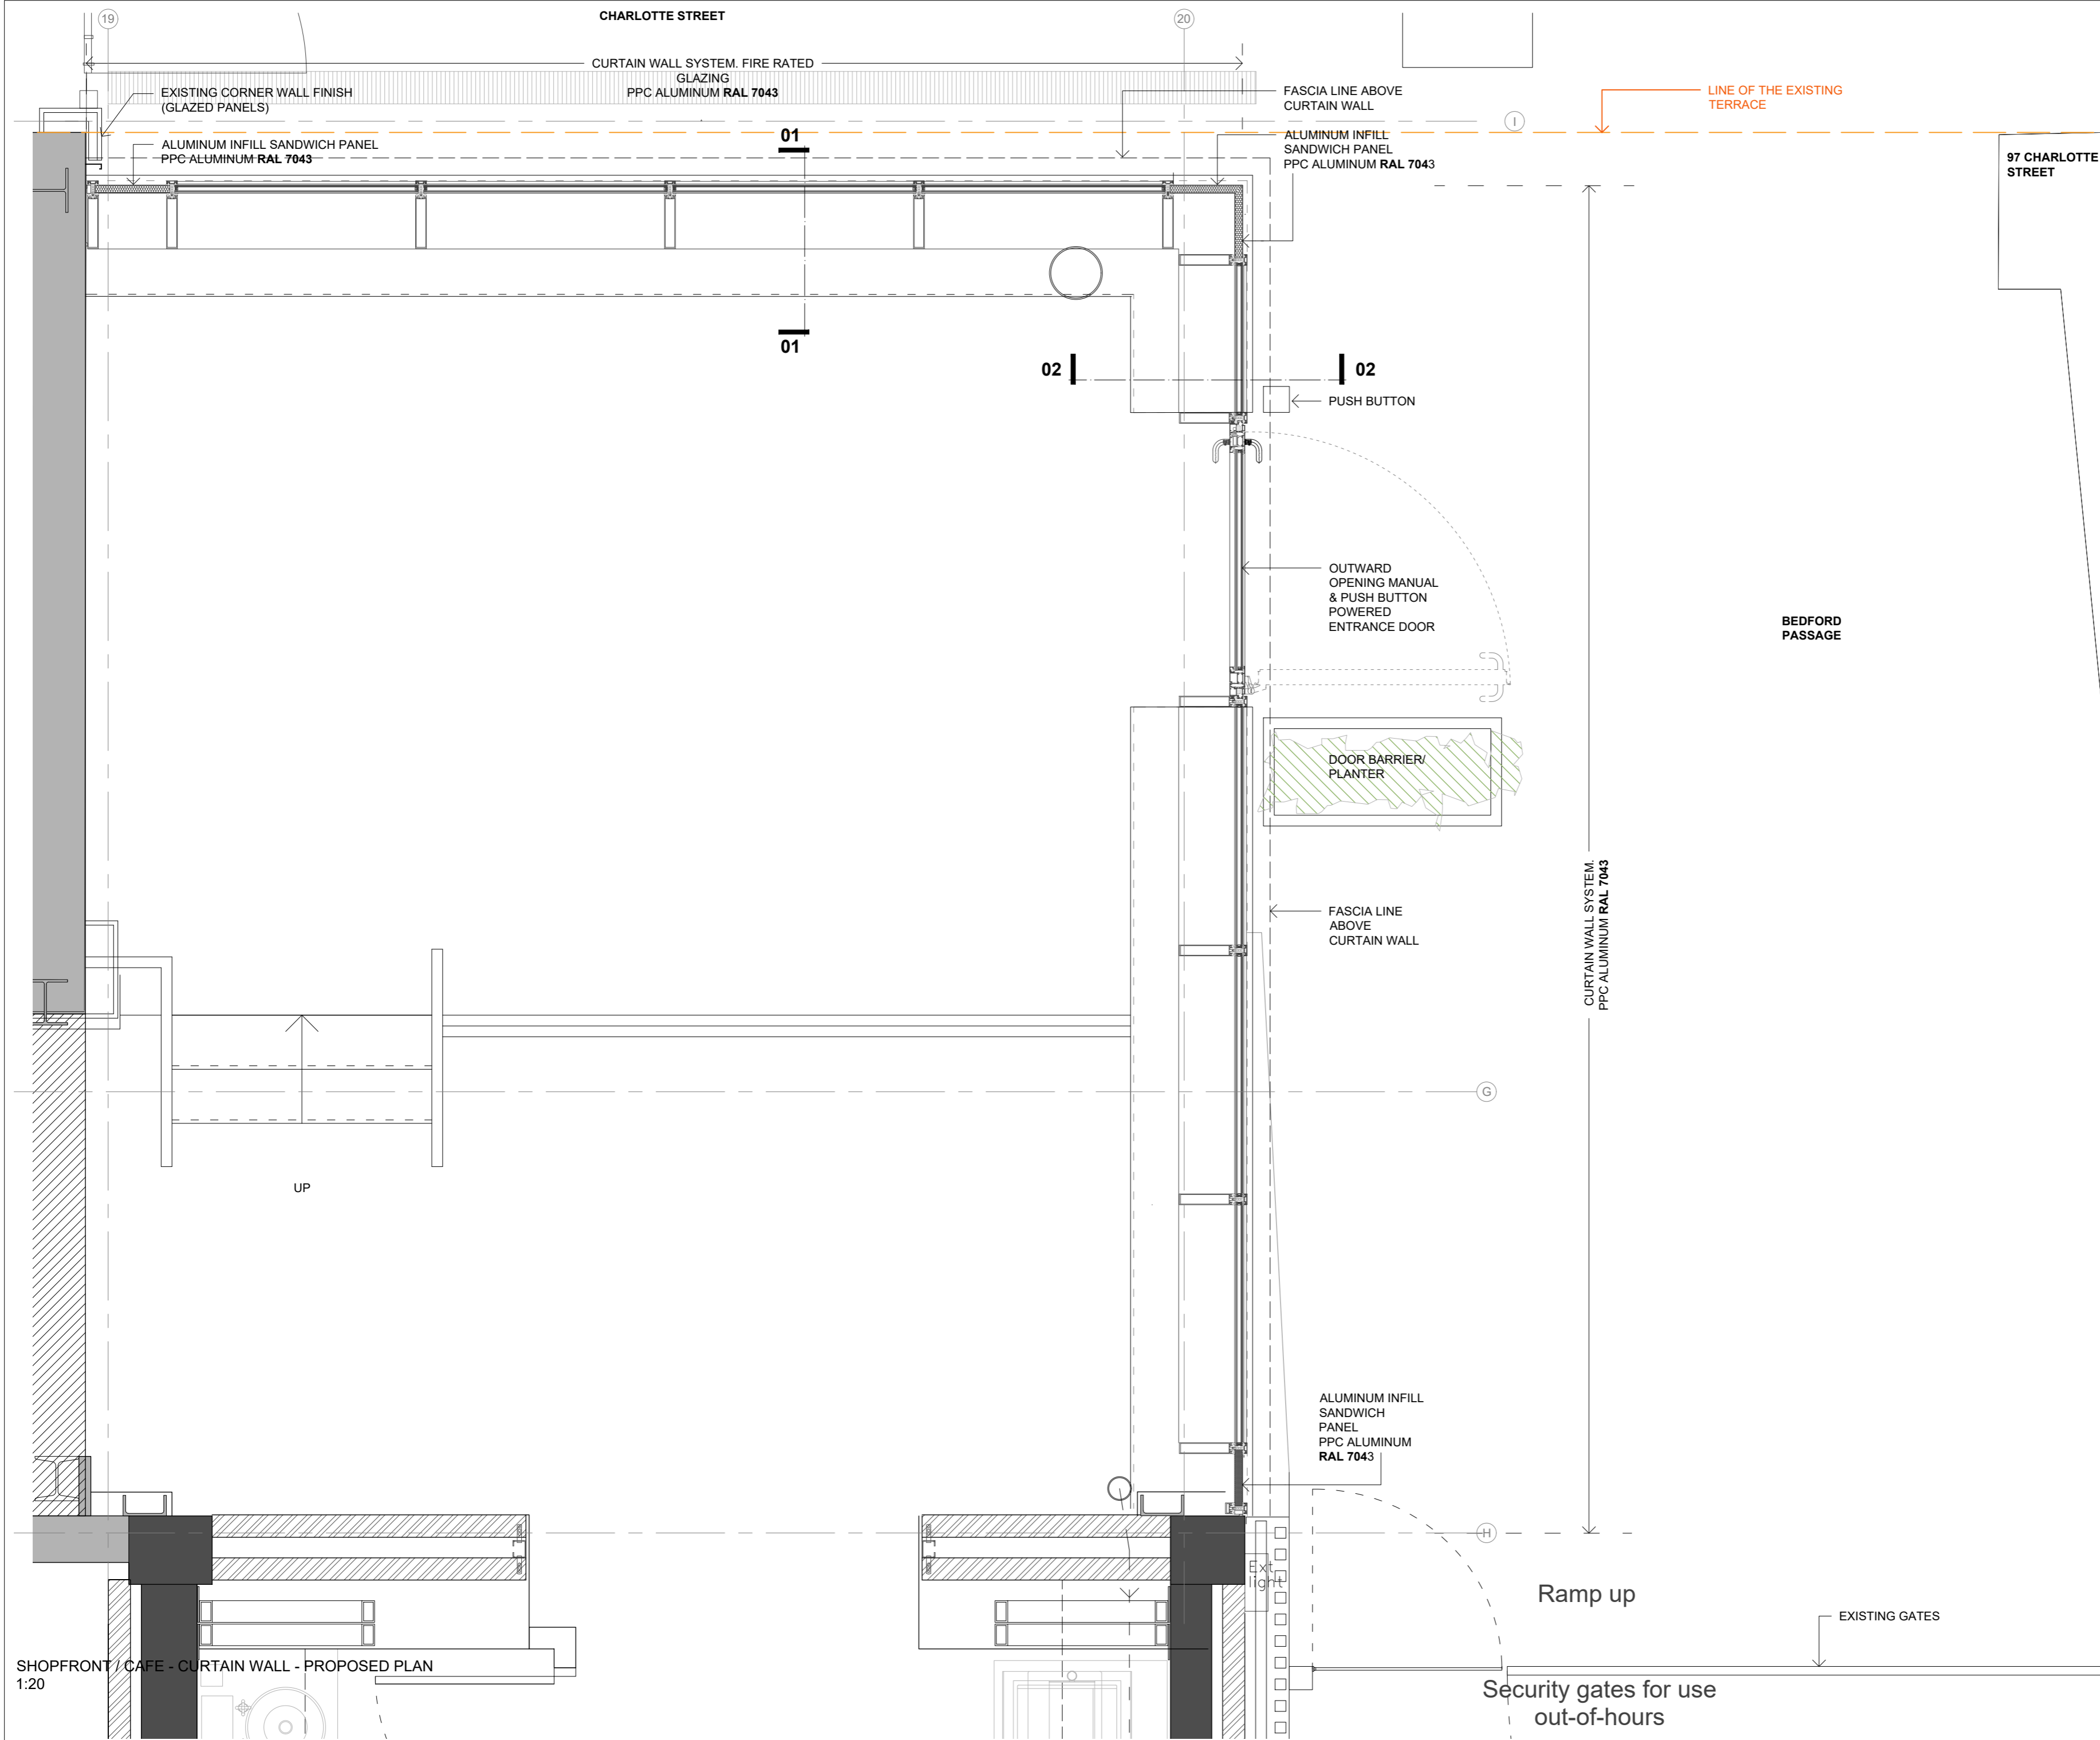 19
CHARLOTTE STREET
20
CURTAIN WALL SYSTEM. FIRE RATED
GLAZING
PPC ALUMINUM RAL 7043
EXISTING CORNER WALL FINISH
(GLAZED PANELS)
FASCIA LINE ABOVE
CURTAIN WALL
LINE OF THE EXISTING
TERRACE
I
ALUMINUM INFILL SANDWICH PANEL
PPC ALUMINUM RAL 7043
01
ALUMINUM INFILL
SANDWICH PANEL
PPC ALUMINUM RAL 7043
97 CHARLOTTE
STREET
01
02
02
PUSH BUTTON
OUTWARD
OPENING MANUAL
& PUSH BUTTON
POWERED
ENTRANCE DOOR
BEDFORD
PASSAGE
DOOR BARRIER/
PLANTER
CURTAIN WALL SYSTEM.
PPC ALUMINUM RAL 7043
FASCIA LINE
ABOVE
CURTAIN WALL
G
UP
ALUMINUM INFILL
SANDWICH
PANEL
PPC ALUMINUM
RAL 7043
H
Ext
light
Ramp up
EXISTING GATES
SHOPFRONT / CAFE - CURTAIN WALL - PROPOSED PLAN
1:20
Security gates for use
out-of-hours